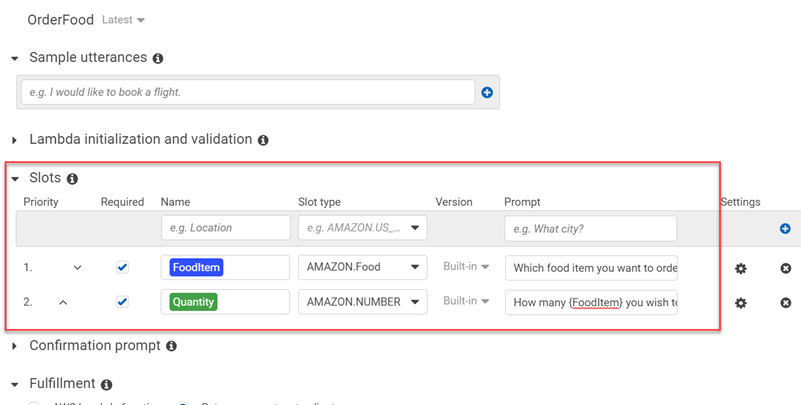 OrderFood Latest
Sample utterances
e.g. I would like to book a flight.
Lambda initialization and validation
Slots
Priority Required Name Slot type Version Prompt Settings
e.g. Location e.g. AMAZON.US_... e.g. What city?
1. FoodItem AMAZON.Food Built-in Which food item you want to orde
2. Quantity AMAZON.NUMBER Built-in How many {FoodItem} you wish to
Confirmation prompt
Fulfillment